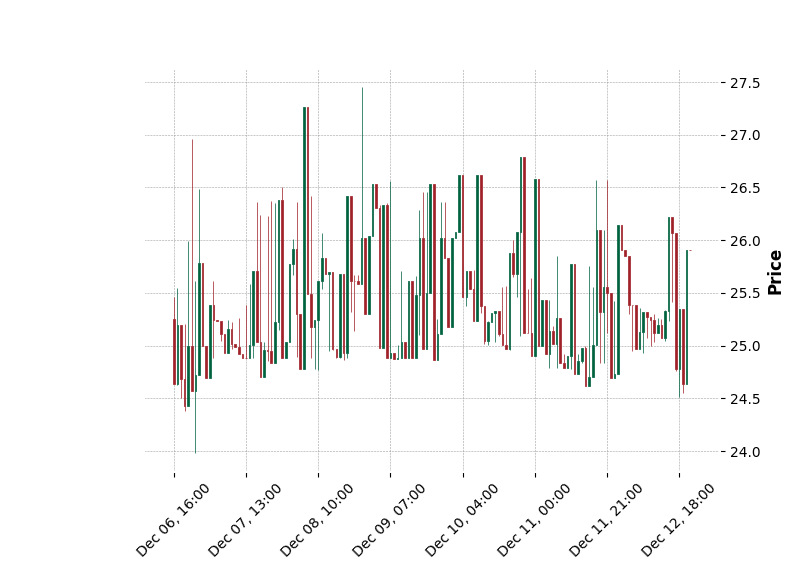 27.5
27.0
26.5
26.0
25.5
25.0
24.5
24.0
Price
Dec 06, 16:00
Dec 07, 13:00
Dec 08, 10:00
Dec 09, 07:00
Dec 10, 04:00
Dec 11, 00:00
Dec 11, 21:00
Dec 12, 18:00